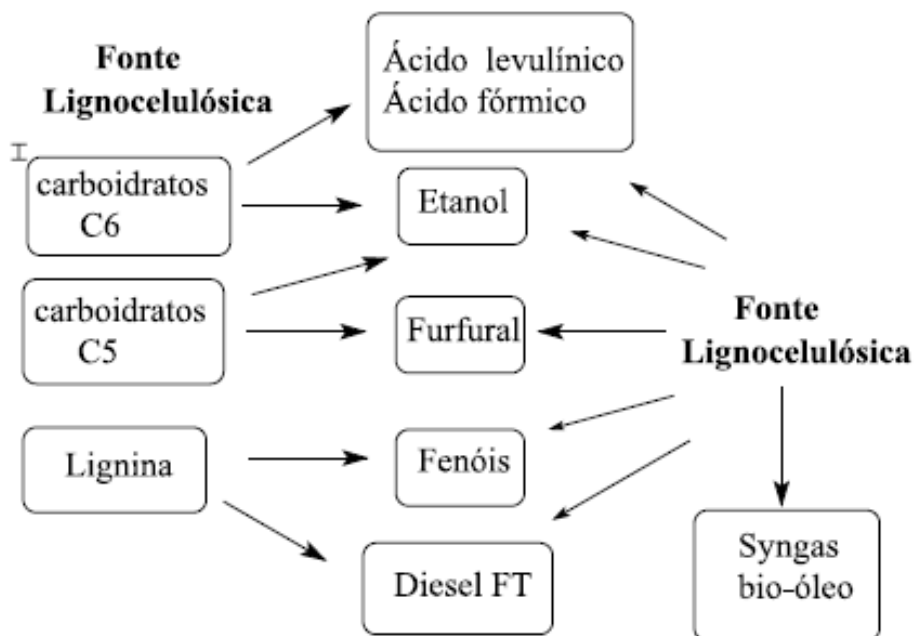 Fonte
Lignocelulósica
carboidratos
C6
carboidratos
C5
Lignina
Ácido levulínico
Ácido fórmico
Etanol
Furfural
Fenóis
Diesel FT
Fonte
Lignocelulósica
Syngas
bio-óleo